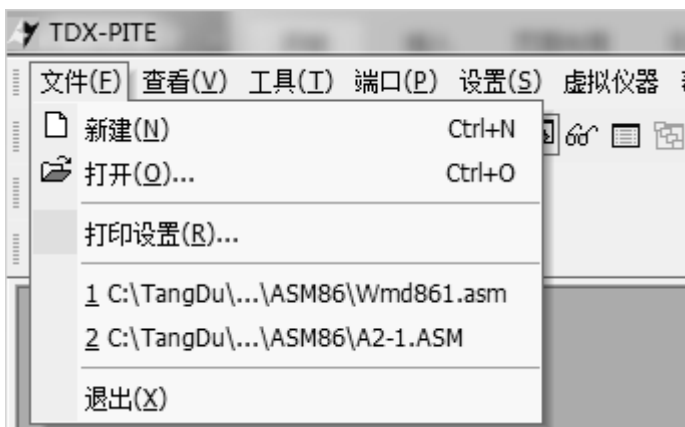 TDX-PITE
文件(F) 查看(V) 工具(T) 端口(P) 设置(S) 虚拟仪器
新建(N) Ctrl+N
打开(O)... Ctrl+O
打印设置(R)...
1 C:\TangDu\...\ASM86\Wmd861.asm
2 C:\TangDu\...\ASM86\A2-1.ASM
退出(X)